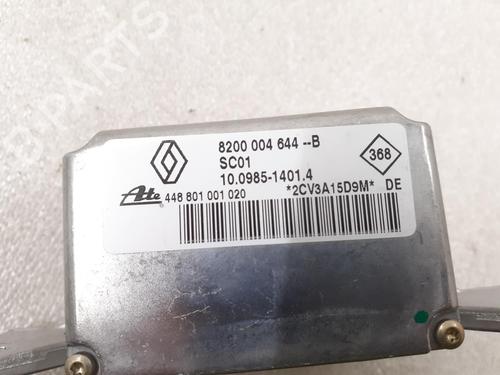 8200 004 644 --B
SC01
368
10.0985-1401.4
Ate 448 801 001 020 *2CV3A15D9M* DE